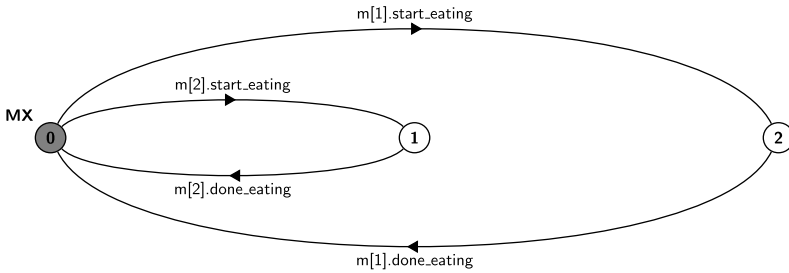 m[1].start_eating
m[2].start_eating
MX
0
1
2
m[2].done_eating
m[1].done_eating